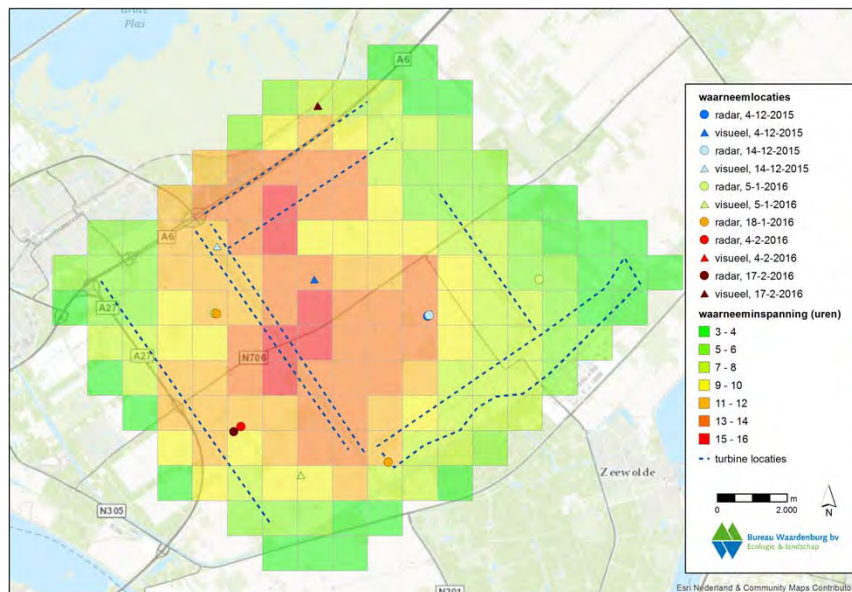 Grote
Plas
A6
A6
A27
A27
N706
N305
N301
Zeewolde
waarneemlocaties
radar, 4-12-2015
visueel, 4-12-2015
radar, 14-12-2015
visueel, 14-12-2015
radar, 5-1-2016
visueel, 5-1-2016
radar, 18-1-2016
radar, 4-2-2016
visueel, 4-2-2016
radar, 17-2-2016
visueel, 17-2-2016
waarneeminspanning (uren)
3 - 4
5 - 6
7 - 8
9 - 10
11 - 12
13 - 14
15 - 16
turbine locaties
m
0 2.000
N
Bureau Waardenburg bv
Ecologie & landschap
Esri Nederland & Community Maps Contributo